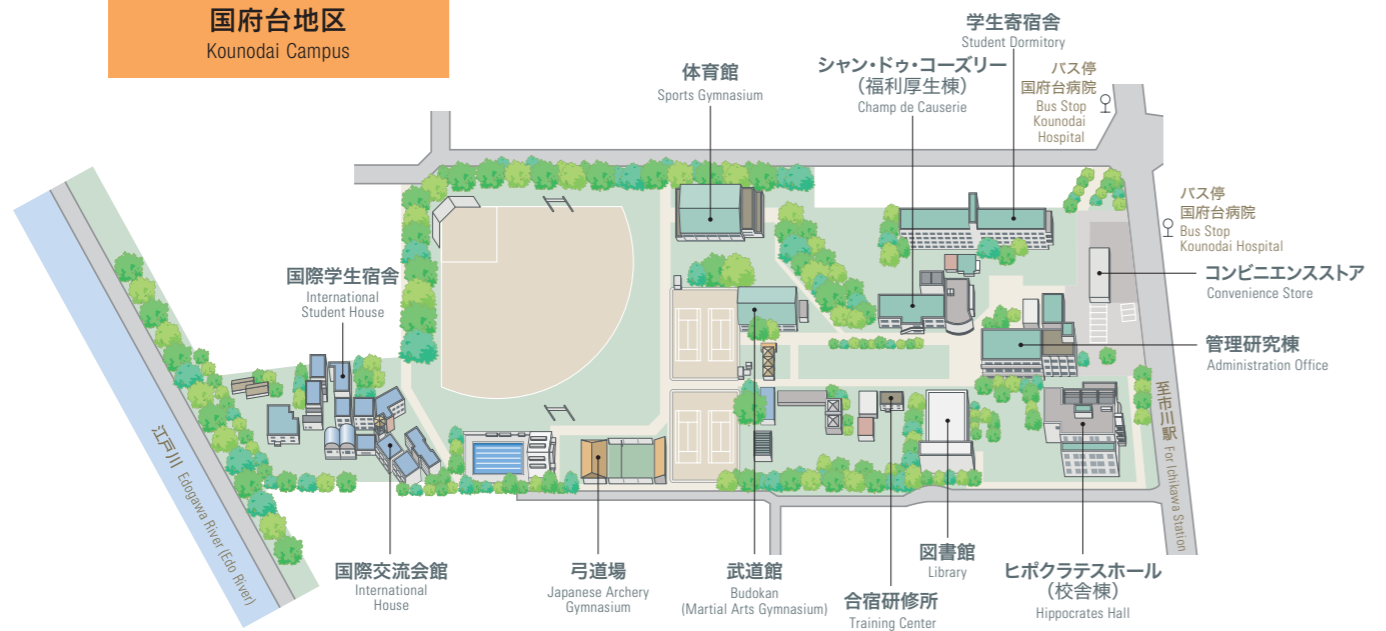 国府台地区
Kounodai Campus
学生寄宿舎
Student Dormitory
シャン・ドゥ・コーズリー
（福利厚生棟）
Champ de Causerie
体育館
Sports Gymnasium
バス停
国府台病院
Bus Stop
Kounodai
Hospital
バス停
国府台病院
Bus Stop
Kounodai Hospital
コンビニエンスストア
Convenience Store
国際学生宿舎
International
Student House
管理研究棟
Administration Office
至市川駅 For Ichikawa Station
江戸川 Edogawa River (Edo River)
国際交流会館
International
House
弓道場
Japanese Archery
Gymnasium
武道館
Budokan
(Martial Arts Gymnasium)
合宿研修所
Training Center
図書館
Library
ヒポクラテスホール
（校舎棟）
Hippocrates Hall